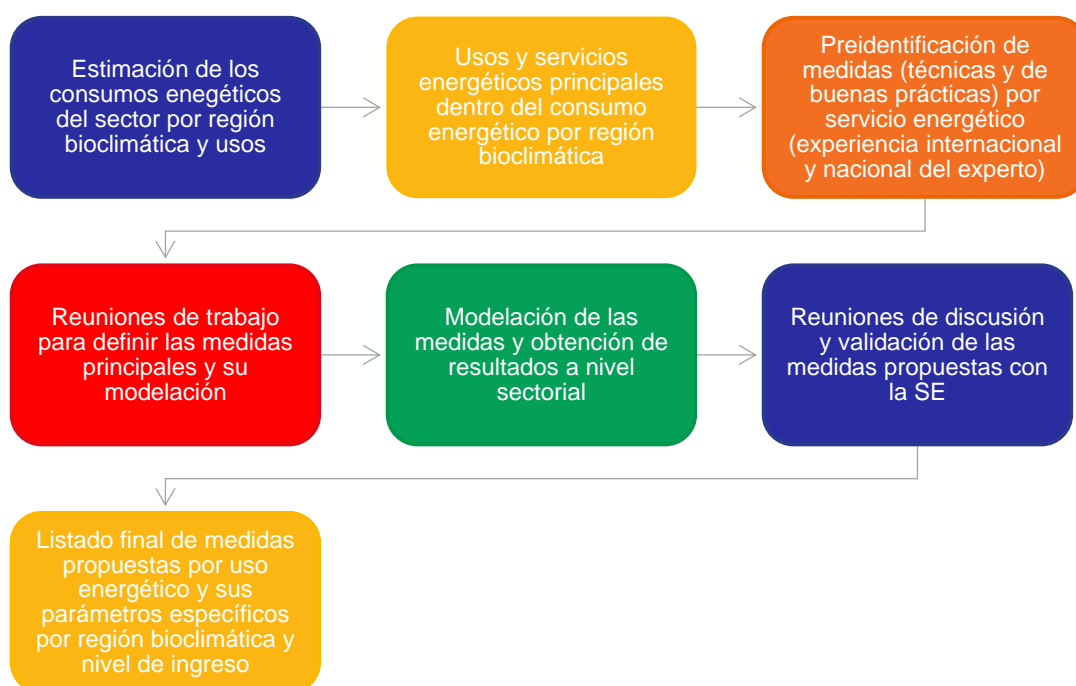 Estimación de los
consumos enegéticos
del sector por región
bioclimática y usos
Usos y servicios
energéticos principales
dentro del consumo
energético por región
bioclimática
Preidentificación de
medidas (técnicas y de
buenas prácticas) por
servicio energético
(experiencia internacional
y nacional del experto)
Reuniones de trabajo
para definir las medidas
principales y su
modelación
Modelación de las
medidas y obtención de
resultados a nivel
sectorial
Reuniones de discusión
y validación de las
medidas propuestas con
la SE
Listado final de medidas
propuestas por uso
energético y sus
parámetros específicos
por región bioclimática y
nivel de ingreso